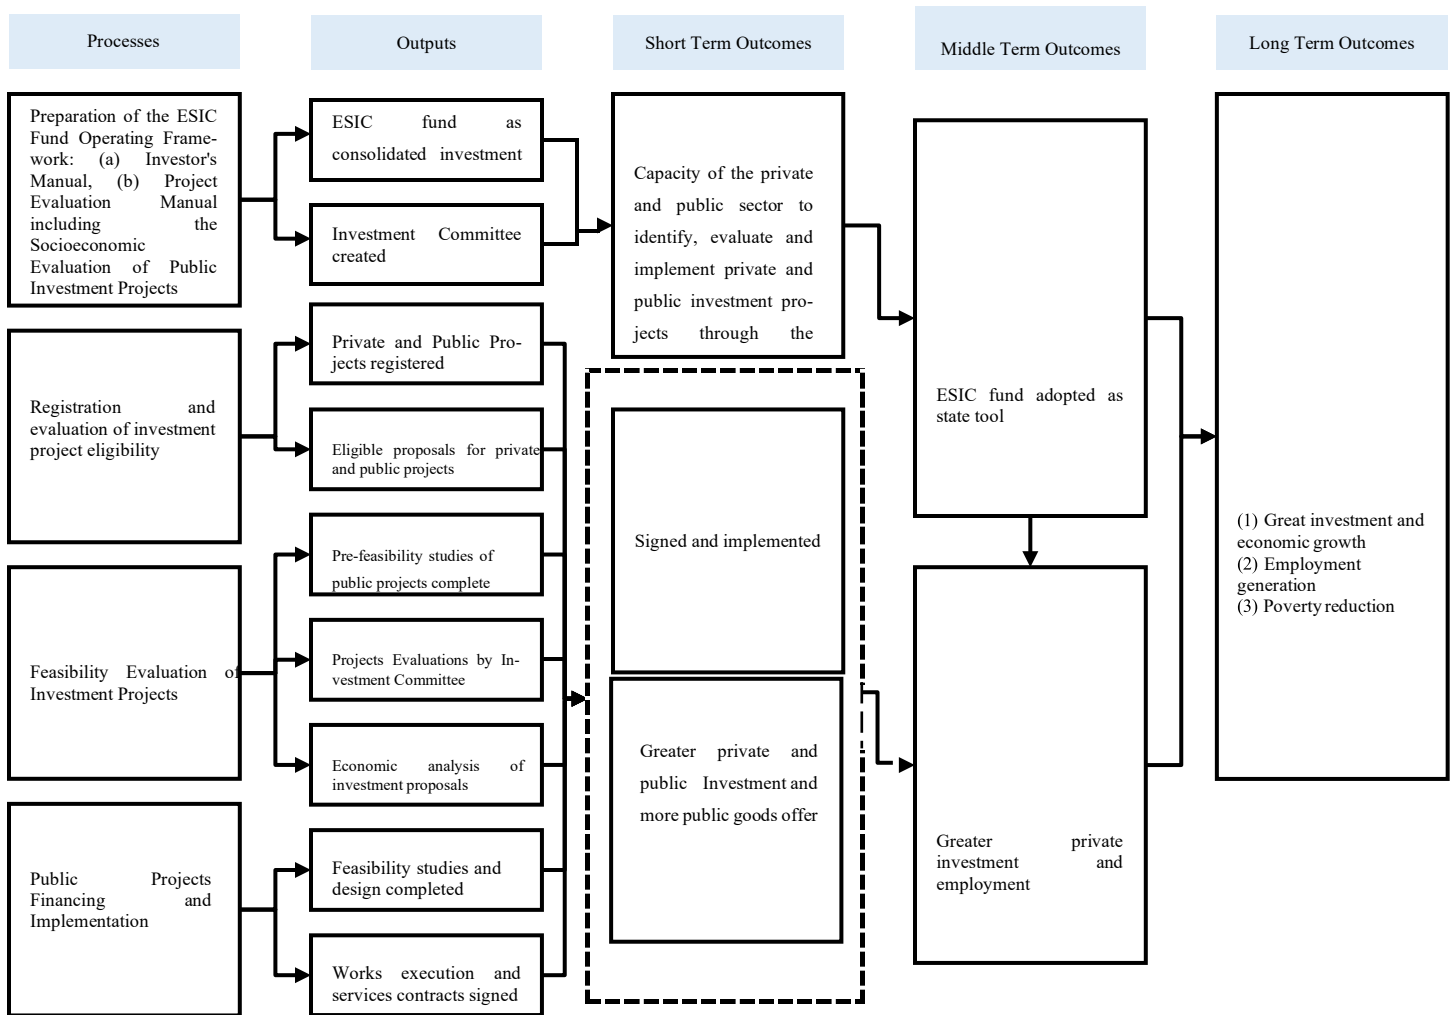 Processes
Outputs
Short Term Outcomes
Middle Term Outcomes
Long Term Outcomes
Preparation of the ESIC
Fund Operating Frame-
work: (a) Investor's
Manual, (b) Project
Evaluation Manual
including the
Socioeconomic
Evaluation of Public
Investment Projects
Registration and
evaluation of investment
project eligibility
Feasibility Evaluation of
Investment Projects
Public Projects
Financing and
Implementation
ESIC fund as
consolidated investment
Investment Committee
created
Private and Public Pro-
jects registered
Eligible proposals for private
and public projects
Pre-feasibility studies of
public projects complete
Projects Evaluations by In-
vestment Committee
Economic analysis of
investment proposals
Feasibility studies and
design completed
Works execution and
services contracts signed
Capacity of the private
and public sector to
identify, evaluate and
implement private and
public investment pro-
jects through the
Signed and implemented
Greater private and
public Investment and
more public goods offer
ESIC fund adopted as
state tool
Greater private
investment and
employment
(1) Great investment and
economic growth
(2) Employment
generation
(3) Poverty reduction